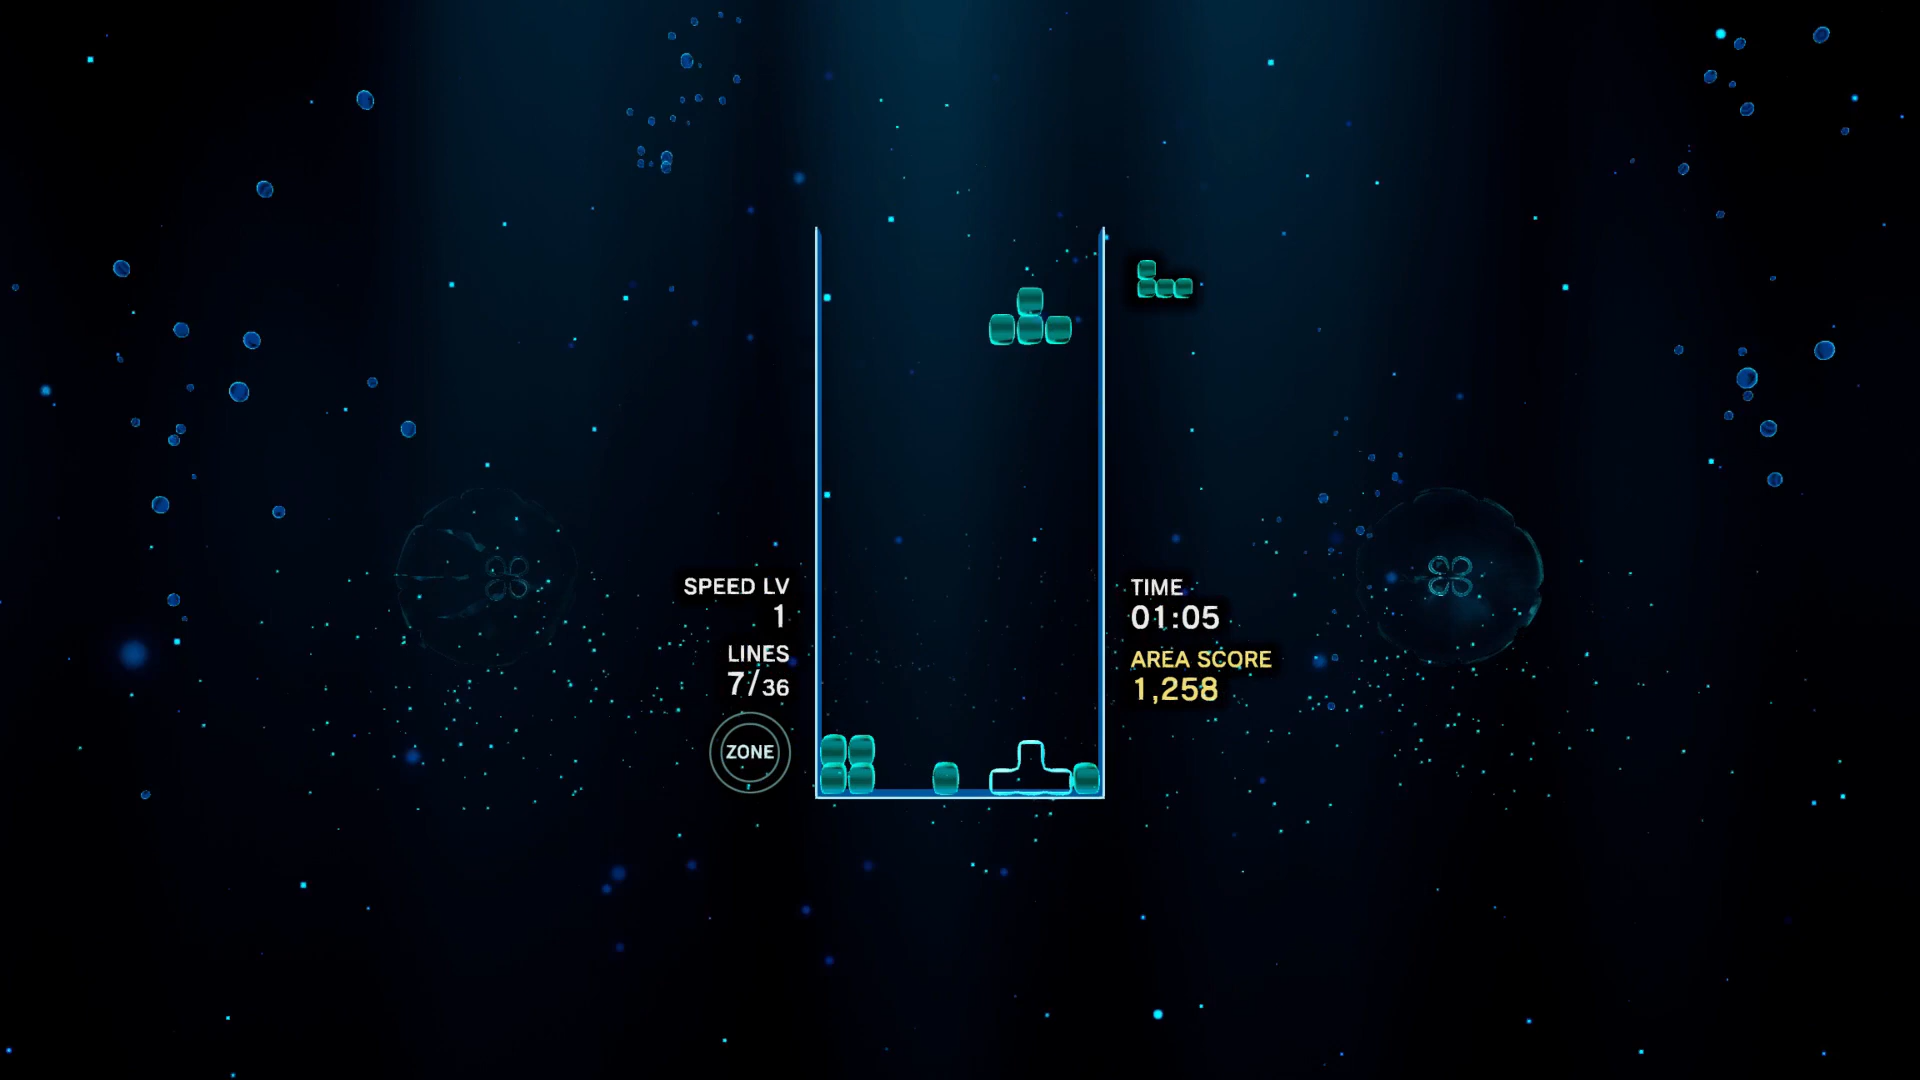 SPEED LV
1
LINES
7/36
ZONE
TIME
01:05
AREA SCORE
1,258